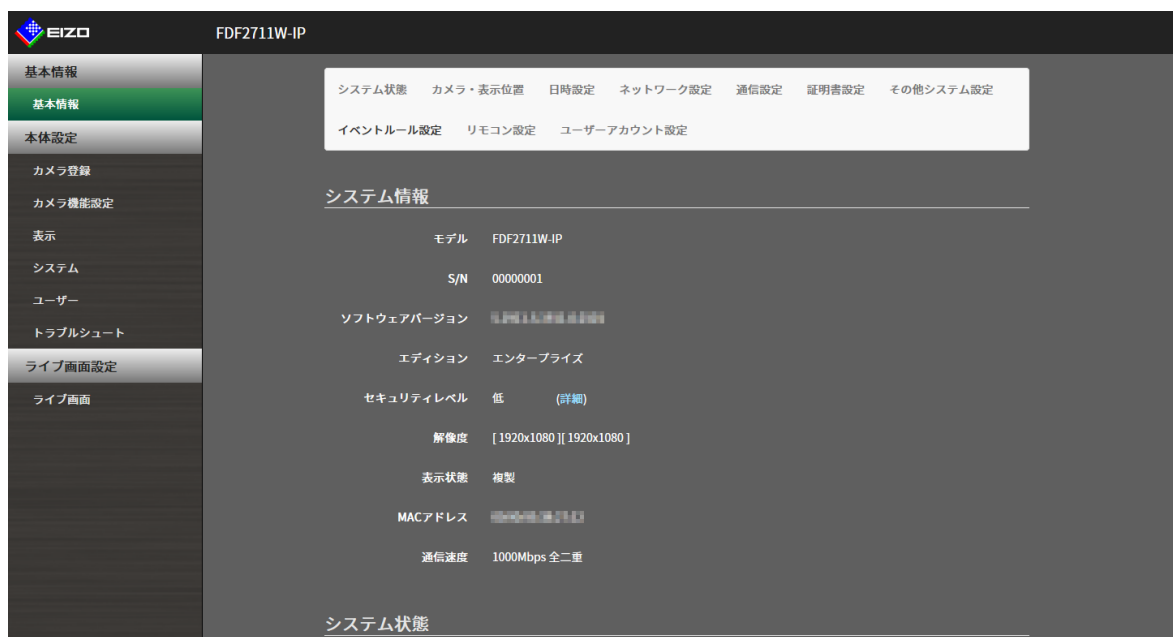 EIZO
FDF2711W-IP
基本情報
基本情報
本体設定
カメラ登録
カメラ機能設定
表示
システム
ユーザー
トラブルシュート
ライブ画面設定
ライブ画面
システム状態 カメラ・表示位置 日時設定 ネットワーク設定 通信設定 証明書設定 その他システム設定
イベントルール設定 リモコン設定 ユーザーアカウント設定
システム情報
モデル FDF2711W-IP
S/N 00000001
ソフトウェアバージョン
エディション エンタープライズ
セキュリティレベル 低 (詳細)
解像度 [ 1920x1080 ][ 1920x1080 ]
表示状態 複製
MACアドレス
通信速度 1000Mbps 全二重
システム状態